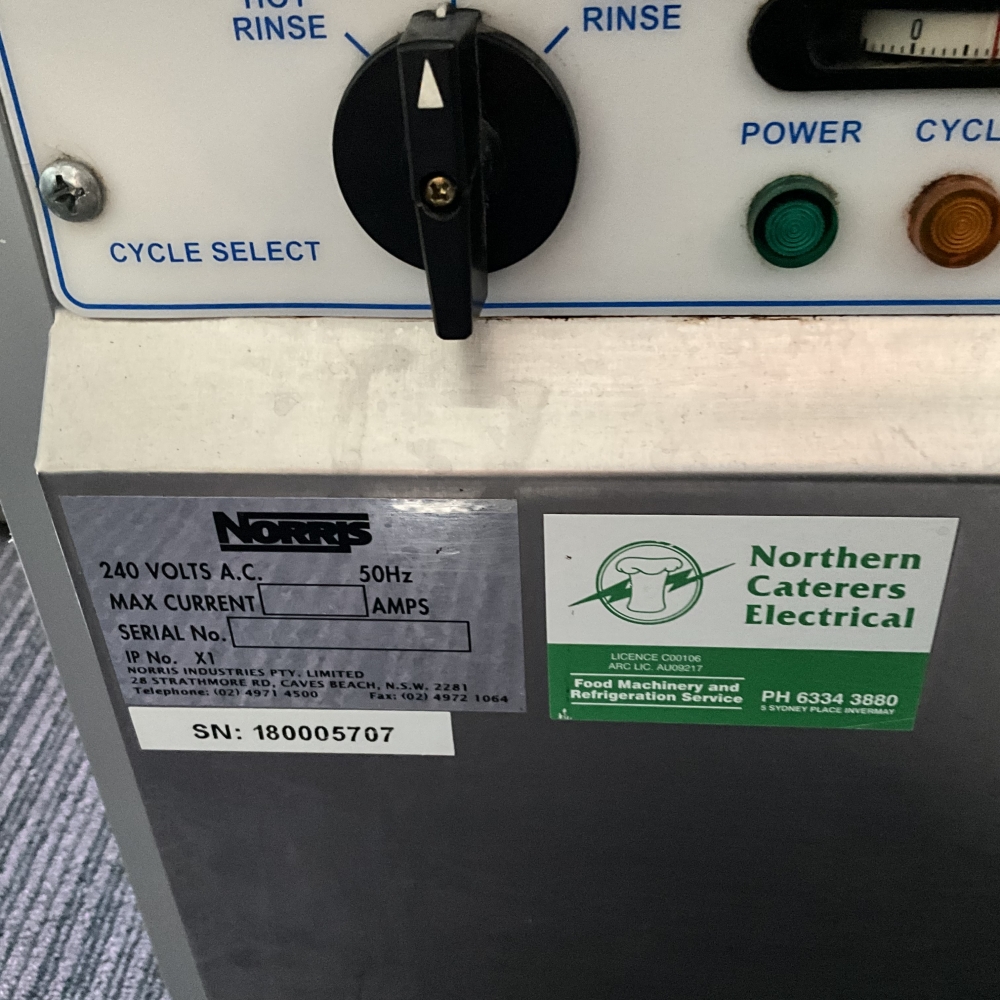 HOT
RINSE
RINSE
0
POWER
CYCL
CYCLE SELECT
NORRIS
240 VOLTS A.C. 50Hz
MAX CURRENT AMPS
SERIAL No.
IP No. X1
NORRIS INDUSTRIES PTY. LIMITED
28 STRATHMORE RD, CAVES BEACH, N.S.W. 2281
Telephone: (02) 4971 4500 Fax: (02) 4972 1064
SN: 180005707
Northern
Caterers
Electrical
LICENCE C00106
ARC LIC. AU09217
Food Machinery and
Refrigeration Service
PH 6334 3880
5 SYDNEY PLACE INVERMAY